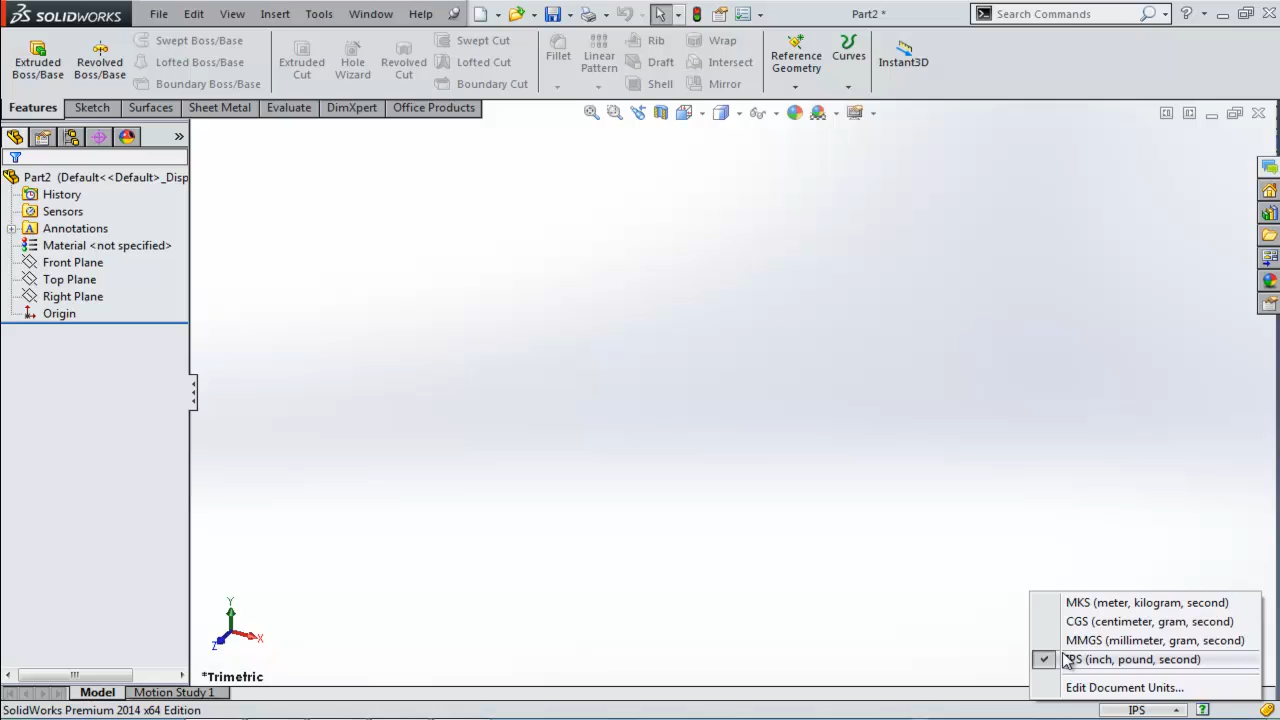 SOLIDWORKS File Edit View Insert Tools Window Help Part2 * Search Commands
Extruded Boss/Base
Revolved Boss/Base
Swept Boss/Base
Lofted Boss/Base
Boundary Boss/Base
Extruded Cut
Hole Wizard
Revolved Cut
Swept Cut
Lofted Cut
Boundary Cut
Fillet
Linear Pattern
Rib
Draft
Shell
Wrap
Intersect
Mirror
Reference Geometry
Curves
Instant3D
Features Sketch Surfaces Sheet Metal Evaluate DimXpert Office Products
Part2 (Default<<Default>_Disp
History
Sensors
Annotations
Material <not specified>
Front Plane
Top Plane
Right Plane
Origin
Y
X
Z
*Trimetric
MKS (meter, kilogram, second)
CGS (centimeter, gram, second)
MMGS (millimeter, gram, second)
IPS (inch, pound, second)
Edit Document Units...
Model Motion Study 1
SolidWorks Premium 2014 x64 Edition IPS